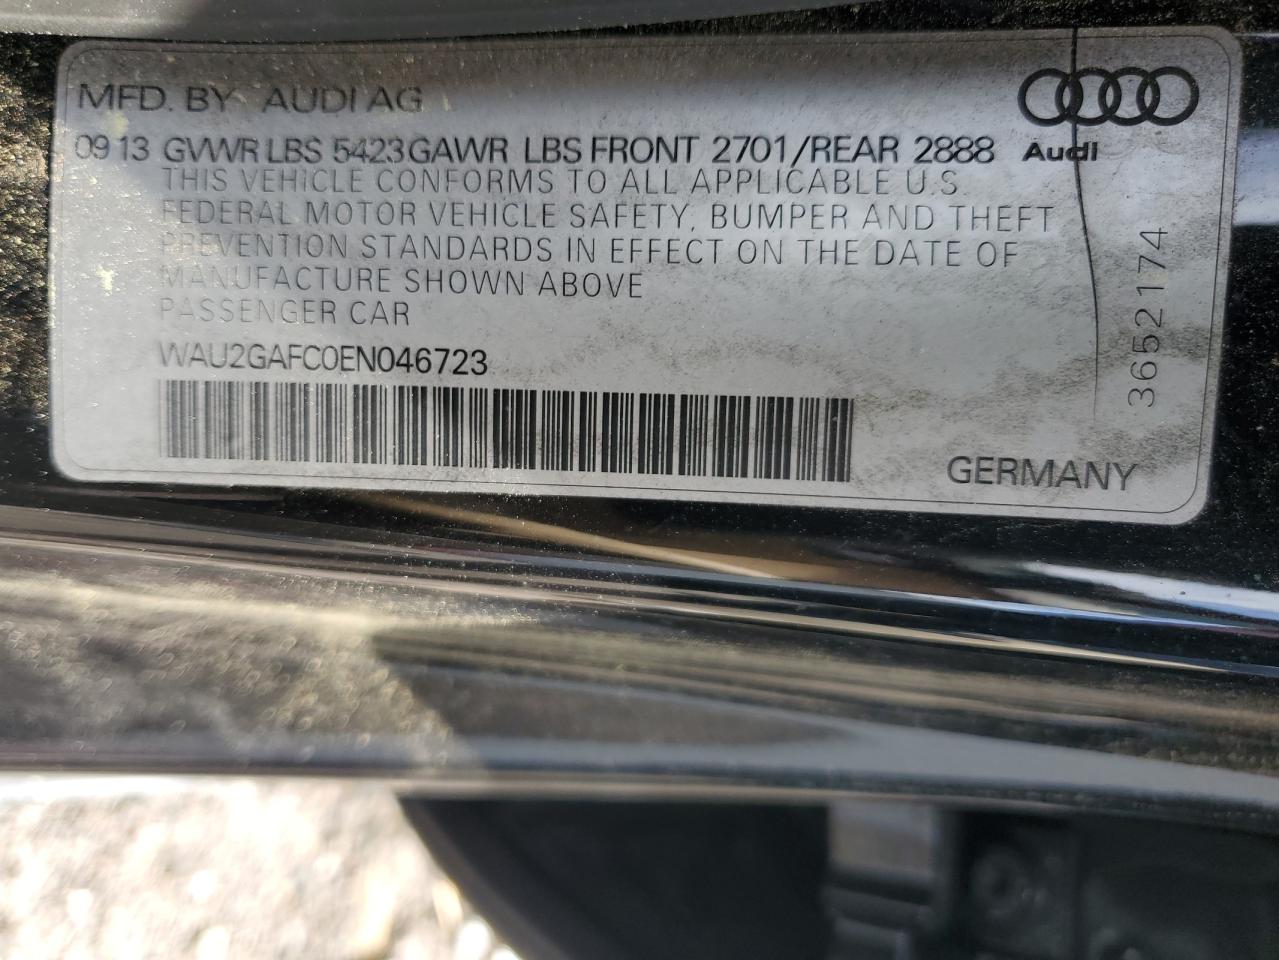 MFD. BY AUDI AG
09 13 GVWR LBS 5423 GAWR LBS FRONT 2701/REAR 2888
Audi
THIS VEHICLE CONFORMS TO ALL APPLICABLE U.S.
FEDERAL MOTOR VEHICLE SAFETY, BUMPER AND THEFT
PREVENTION STANDARDS IN EFFECT ON THE DATE OF
MANUFACTURE SHOWN ABOVE
PASSENGER CAR
WAU2GAFC0EN046723
3652174
GERMANY